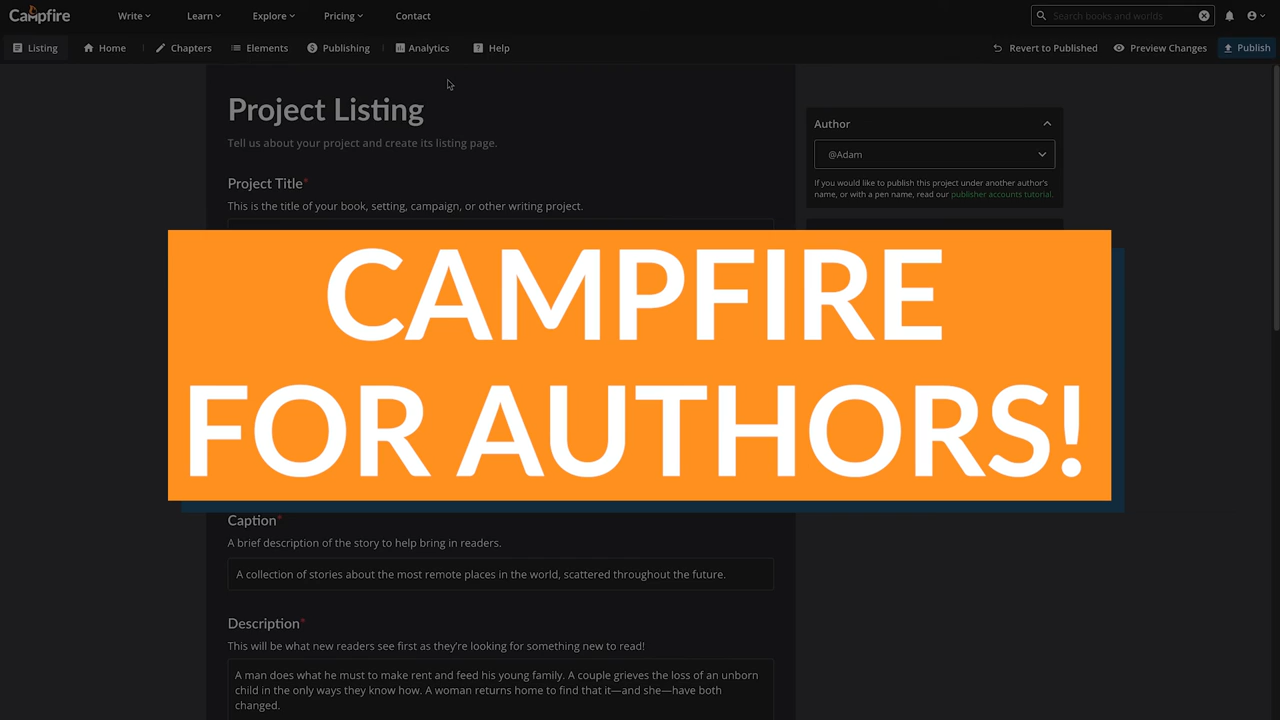 Campfire
Write
Learn
Explore
Pricing
Contact
Search books and worlds
Listing
Home
Chapters
Elements
Publishing
Analytics
Help
Revert to Published
Preview Changes
Publish
Project Listing
Tell us about your project and create its listing page.
Project Title*
This is the title of your book, setting, campaign, or other writing project.
Author
@Adam
If you would like to publish this project under another author's
name, or with a pen name, read our publisher accounts tutorial.
CAMPFIRE
FOR AUTHORS!
Caption*
A brief description of the story to help bring in readers.
A collection of stories about the most remote places in the world, scattered throughout the future.
Description*
This will be what new readers see first as they're looking for something new to read!
A man does what he must to make rent and feed his young family. A couple grieves the loss of an unborn
child in the only ways they know how. A woman returns home to find that it—and she—have both
changed.